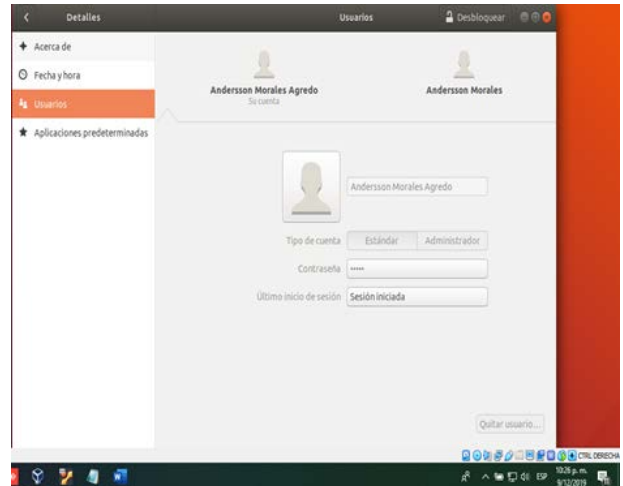 Detalles
Usuarios
Desbloquear
Acerca de
Fecha y hora
Usuarios
Aplicaciones predeterminadas
Andersson Morales Agredo
Su cuenta
Andersson Morales
Andersson Morales Agredo
Tipo de cuenta Estándar Administrador
Contraseña •••••
Último inicio de sesión Sesión iniciada
Quitar usuario...
CTRL DERECHA
ESP
10:26 p. m.
9/12/2019